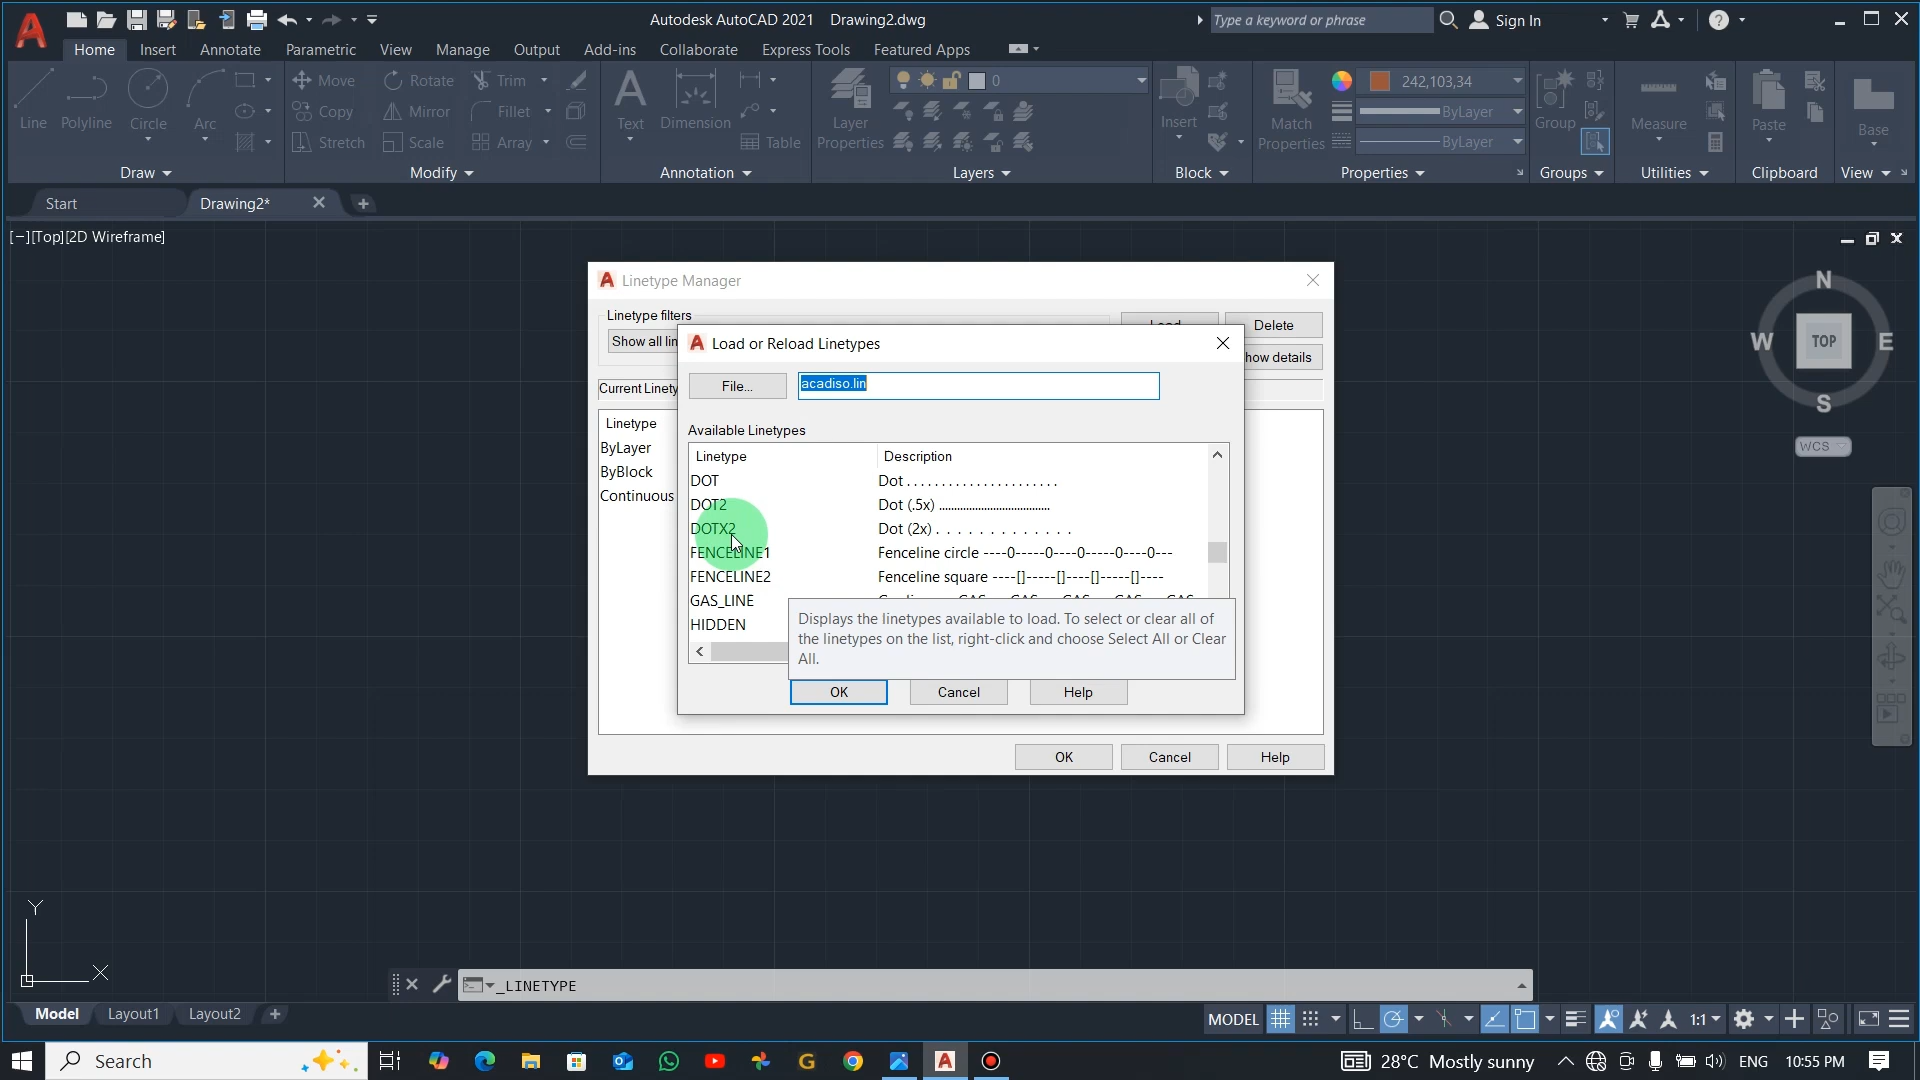 Autodesk AutoCAD 2021 Drawing2.dwg
Type a keyword or phrase
Sign In
Home Insert Annotate Parametric View Manage Output Add-ins Collaborate Express Tools Featured Apps
Line Polyline Circle Arc
Move Rotate Trim
Copy Mirror Fillet
Stretch Scale Array
Text Dimension Table
Layer Properties
0
Insert
Match Properties
242,103,34
ByLayer
ByLayer
Group
Measure
Paste
Base
Draw Modify Annotation Layers Block Properties Groups Utilities Clipboard View
Start Drawing2*
[−][Top][2D Wireframe]
N
W TOP E
S
WCS
Linetype Manager
Linetype filters
Show all lin
Load...
Delete
how details
Current Linety
Linetype
ByLayer
ByBlock
Continuous
Load or Reload Linetypes
File...
acadiso.lin
Available Linetypes
Linetype Description
DOT Dot . . . . . . . . . . . . . . . . . . . . . .
DOT2 Dot (.5x) .....................................
DOTX2 Dot (2x) . . . . . . . . . . . . .
FENCELINE1 Fenceline circle ----0-----0----0-----0----0---
FENCELINE2 Fenceline square ----[]-----[]----[]-----[]----
GAS_LINE
HIDDEN
Displays the linetypes available to load. To select or clear all of
the linetypes on the list, right-click and choose Select All or Clear
All.
OK Cancel Help
OK Cancel Help
Y
X
_LINETYPE
Model Layout1 Layout2
MODEL
1:1
Search
28°C Mostly sunny
ENG 10:55 PM